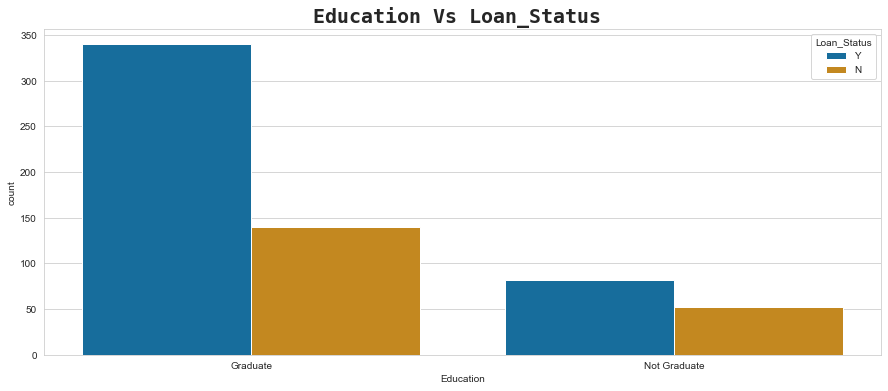 Education Vs Loan_Status
Loan_Status
Y
N
350
300
250
200
150
100
50
0
count
Graduate
Not Graduate
Education